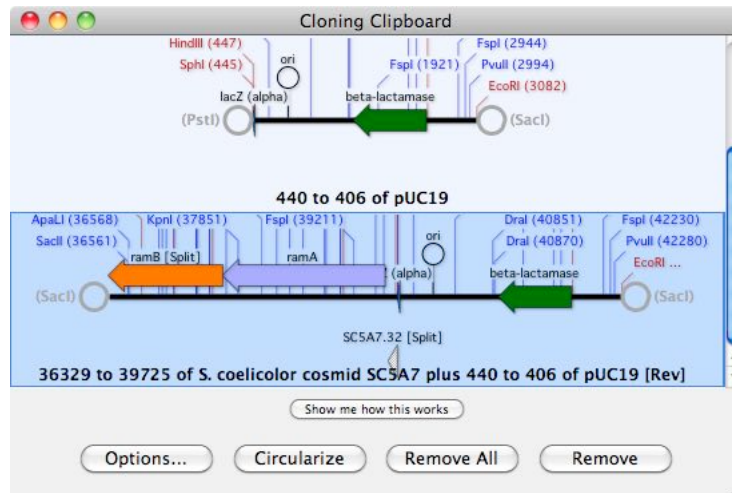 Cloning Clipboard
HindIII (447)
FspI (2944)
SphI (445)
ori
FspI (1921)
PvuII (2994)
EcoRI (3082)
lacZ (alpha)
beta-lactamase
(PstI)
(SacI)
440 to 406 of pUC19
ApaLI (36568)
KpnI (37851)
FspI (39211)
DraI (40851)
FspI (42230)
SacII (36561)
ori
DraI (40870)
PvuII (42280)
ramB [Split]
ramA
(alpha)
beta-lactamase
EcoRI ...
(SacI)
(SacI)
SC5A7.32 [Split]
36329 to 39725 of S. coelicolor cosmid SC5A7 plus 440 to 406 of pUC19 [Rev]
Show me how this works
Options...
Circularize
Remove All
Remove